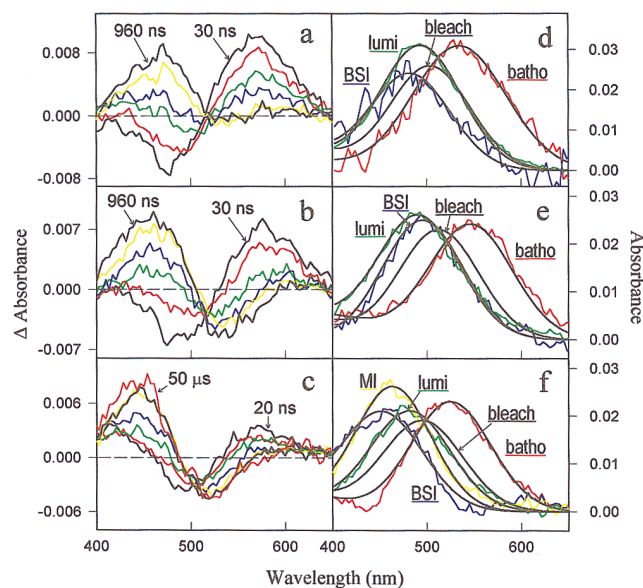 0.008
0.000
-0.008
960 ns
30 ns
a
d
lumi
bleach
BSI
batho
0.03
0.02
0.01
0.00
0.007
0.000
-0.007
960 ns
30 ns
b
e
BSI
bleach
lumi
batho
0.03
0.02
0.01
0.00
0.006
0.000
-0.006
50 µs
20 ns
c
f
MI
lumi
bleach
batho
BSI
0.03
0.02
0.01
0.00
400
500
600
400
500
600
Δ Absorbance
Absorbance
Wavelength (nm)